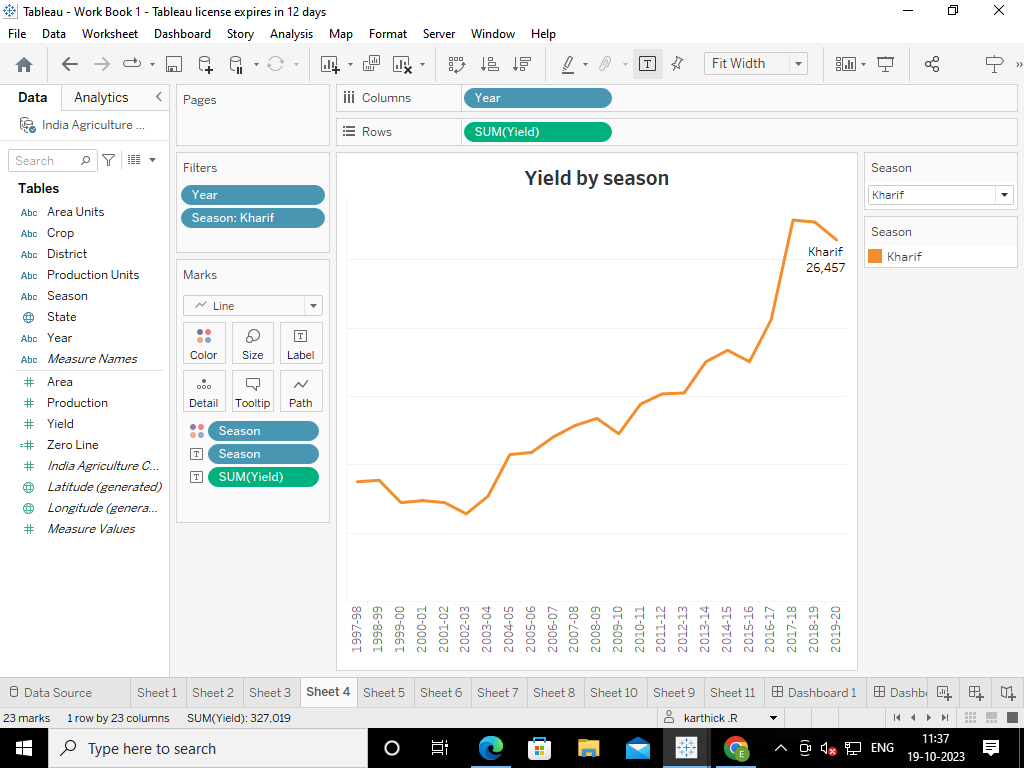 Tableau - Work Book 1 - Tableau license expires in 12 days
File Data Worksheet Dashboard Story Analysis Map Format Server Window Help
Fit Width
Data Analytics
India Agriculture ...
Search
Tables
Abc Area Units
Abc Crop
Abc District
Abc Production Units
Abc Season
State
Abc Year
Abc Measure Names
Area
Production
Yield
Zero Line
India Agriculture C...
Latitude (generated)
Longitude (genera...
Measure Values
Pages
Filters
Year
Season: Kharif
Marks
Line
Color Size Label
Detail Tooltip Path
Season
Season
SUM(Yield)
Columns Year
Rows SUM(Yield)
Yield by season
Kharif
26,457
1997-98
1998-99
1999-00
2000-01
2001-02
2002-03
2003-04
2004-05
2005-06
2006-07
2007-08
2008-09
2009-10
2010-11
2011-12
2012-13
2013-14
2014-15
2015-16
2016-17
2017-18
2018-19
2019-20
Season
Kharif
Season
Kharif
Data Source Sheet 1 Sheet 2 Sheet 3 Sheet 4 Sheet 5 Sheet 6 Sheet 7 Sheet 8 Sheet 10 Sheet 9 Sheet 11 Dashboard 1 Dashb
23 marks 1 row by 23 columns SUM(Yield): 327,019 karthick .R
Type here to search
E
ENG
11:37
19-10-2023